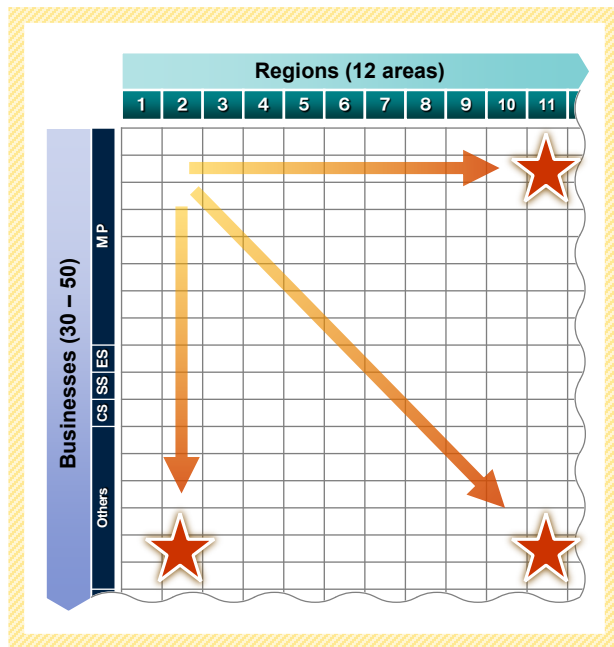 Regions (12 areas)
1 2 3 4 5 6 7 8 9 10 11
Businesses (30 – 50)
MP
ES
SS
CS
Others